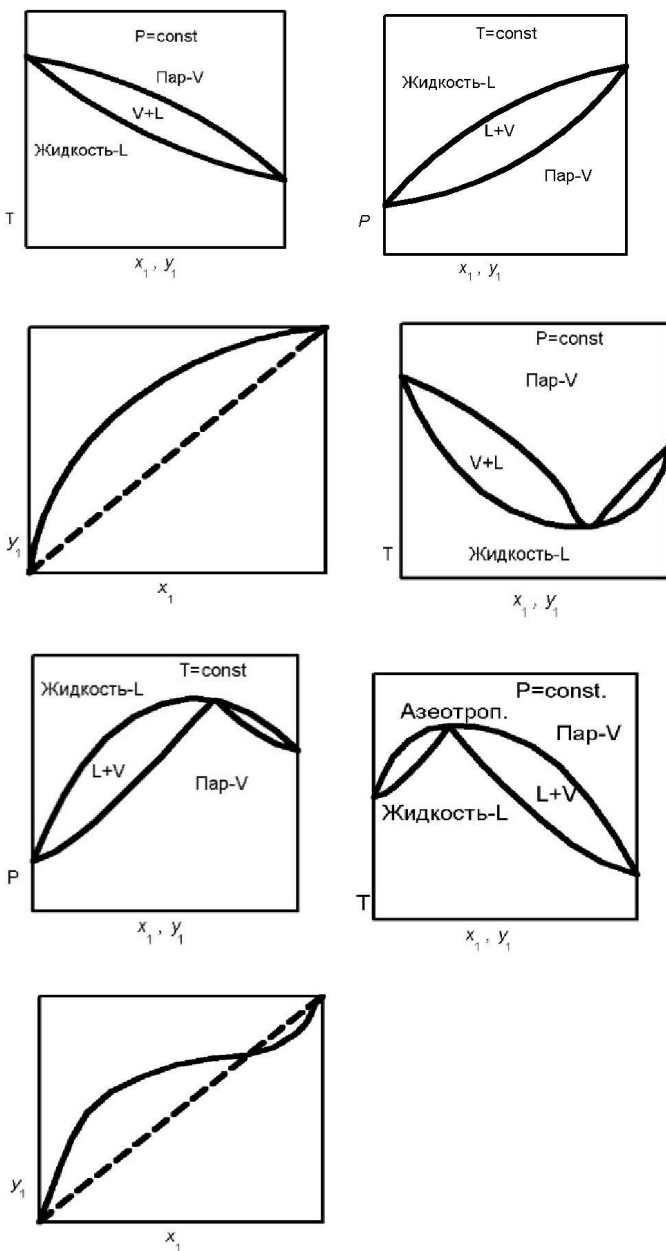 P=const
Пар-V
V+L
Жидкость-L
T
x₁ , y₁
T=const
Жидкость-L
L+V
Пар-V
P
x₁ , y₁
y₁
x₁
P=const
Пар-V
V+L
T
Жидкость-L
x₁ , y₁
T=const
Жидкость-L
L+V
Пар-V
P
x₁ , y₁
P=const.
Азеотроп.
Пар-V
L+V
Жидкость-L
T
x₁ , y₁
y₁
x₁